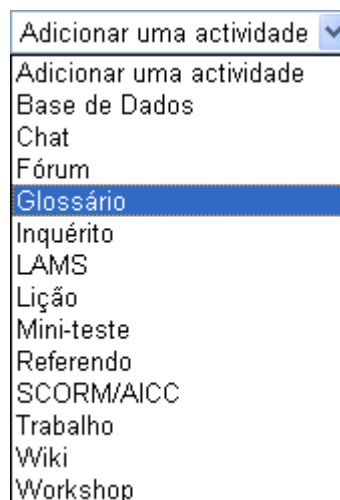 Adicionar uma actividade
Adicionar uma actividade
Base de Dados
Chat
Fórum
Glossário
Inquérito
LAMS
Lição
Mini-teste
Referendo
SCORM/AICC
Trabalho
Wiki
Workshop